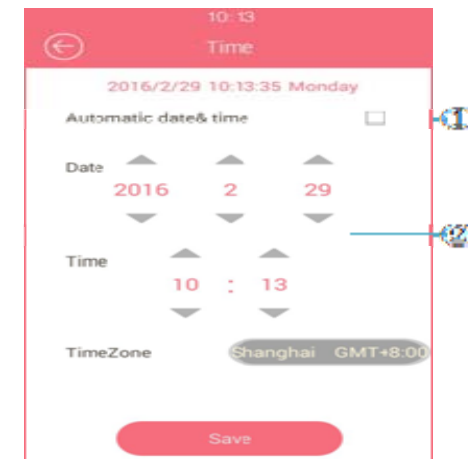 10:13
Time
2016/2/29 10:13:35 Monday
Automatic date& time
①
Date
2016 2 29
②
Time
10 : 13
TimeZone Shanghai GMT+8:00
Save